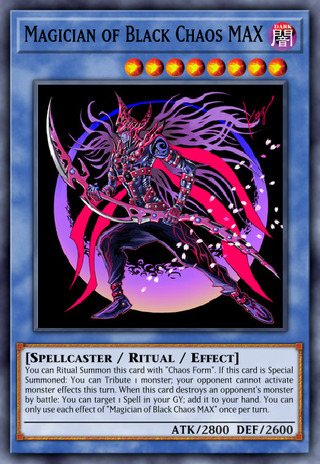 Magician of Black Chaos MAX
DARK
闇
[Spellcaster / Ritual / Effect]
You can Ritual Summon this card with "Chaos Form". If this card is Special
Summoned: You can Tribute 1 monster; your opponent cannot activate
monster effects this turn. When this card destroys an opponent's monster
by battle: You can target 1 Spell in your GY; add it to your hand. You can
only use each effect of "Magician of Black Chaos MAX" once per turn.
ATK/2800 DEF/2600